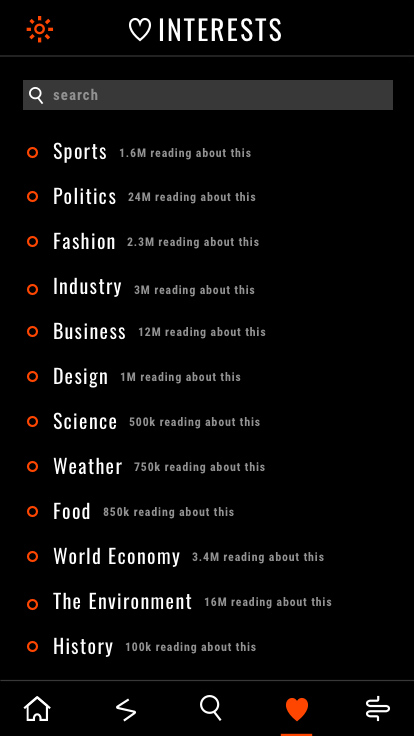 INTERESTS
search
Sports 1.6M reading about this
Politics 24M reading about this
Fashion 2.3M reading about this
Industry 3M reading about this
Business 12M reading about this
Design 1M reading about this
Science 500k reading about this
Weather 750k reading about this
Food 850k reading about this
World Economy 3.4M reading about this
The Environment 16M reading about this
History 100k reading about this